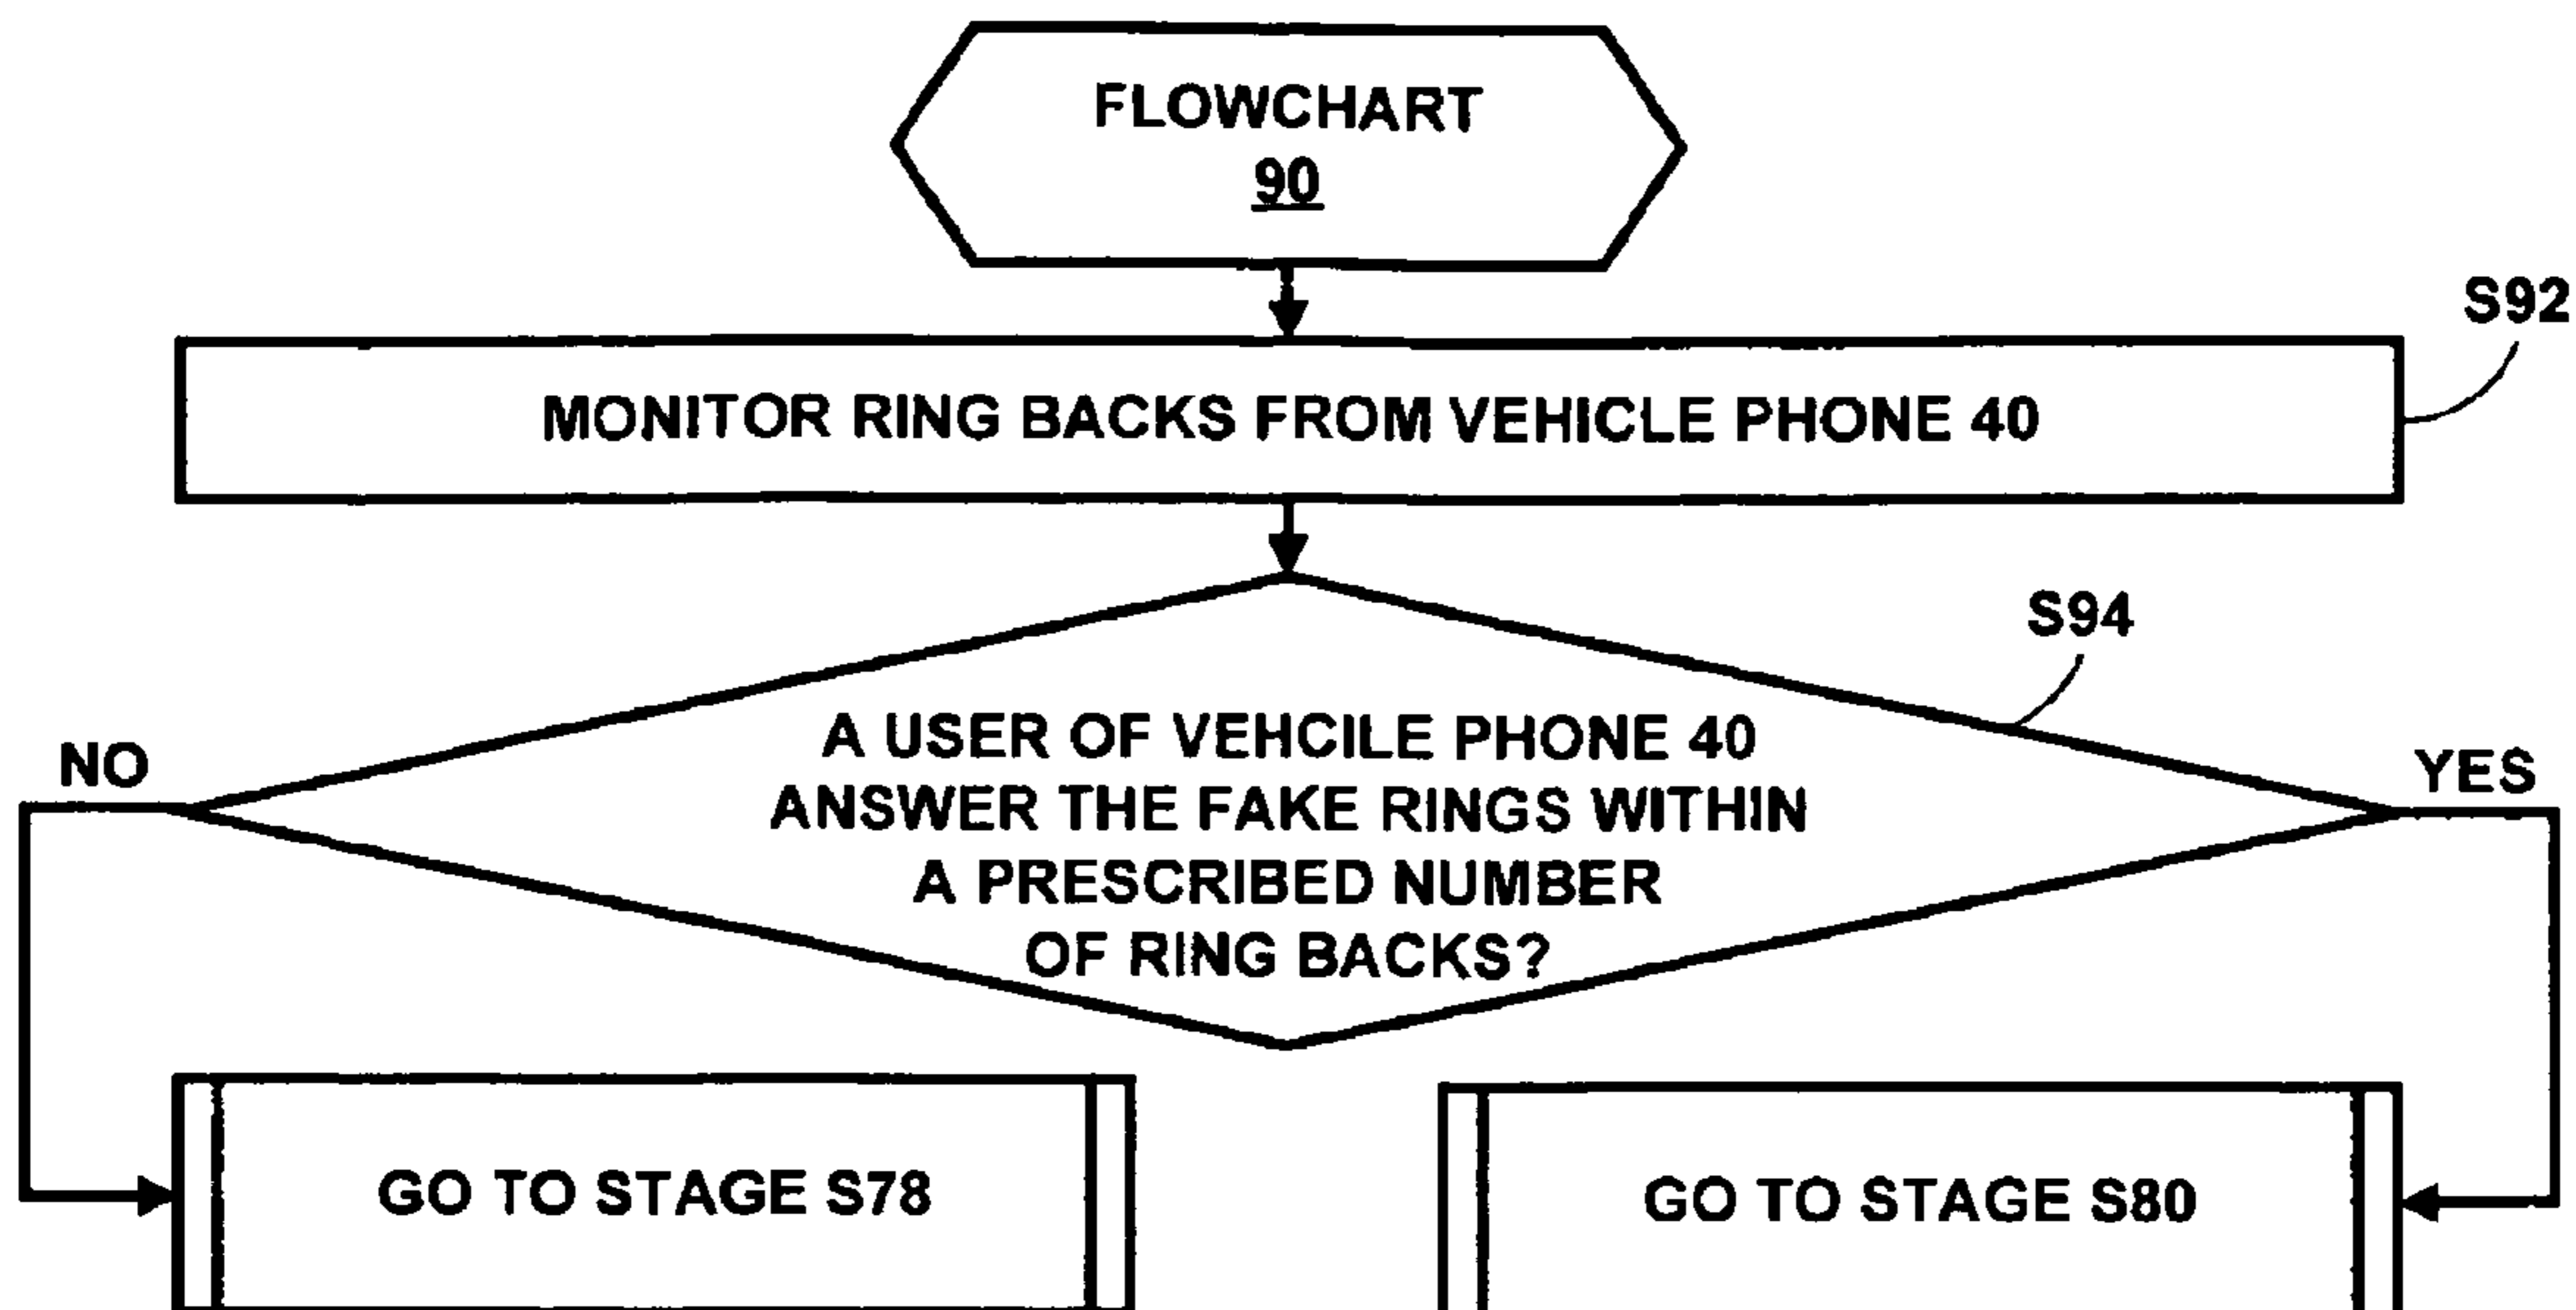 FLOWCHART
90
S92
MONITOR RING BACKS FROM VEHICLE PHONE 40
S94
NO
YES
A USER OF VEHCILE PHONE 40
ANSWER THE FAKE RINGS WITHIN
A PRESCRIBED NUMBER
OF RING BACKS?
GO TO STAGE S78
GO TO STAGE S80